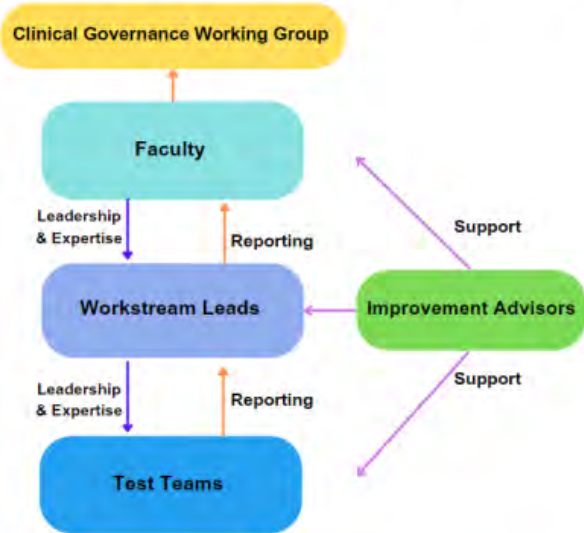 Clinical Governance Working Group
Faculty
Leadership
& Expertise
Reporting
Support
Workstream Leads
Improvement Advisors
Leadership
& Expertise
Reporting
Support
Test Teams